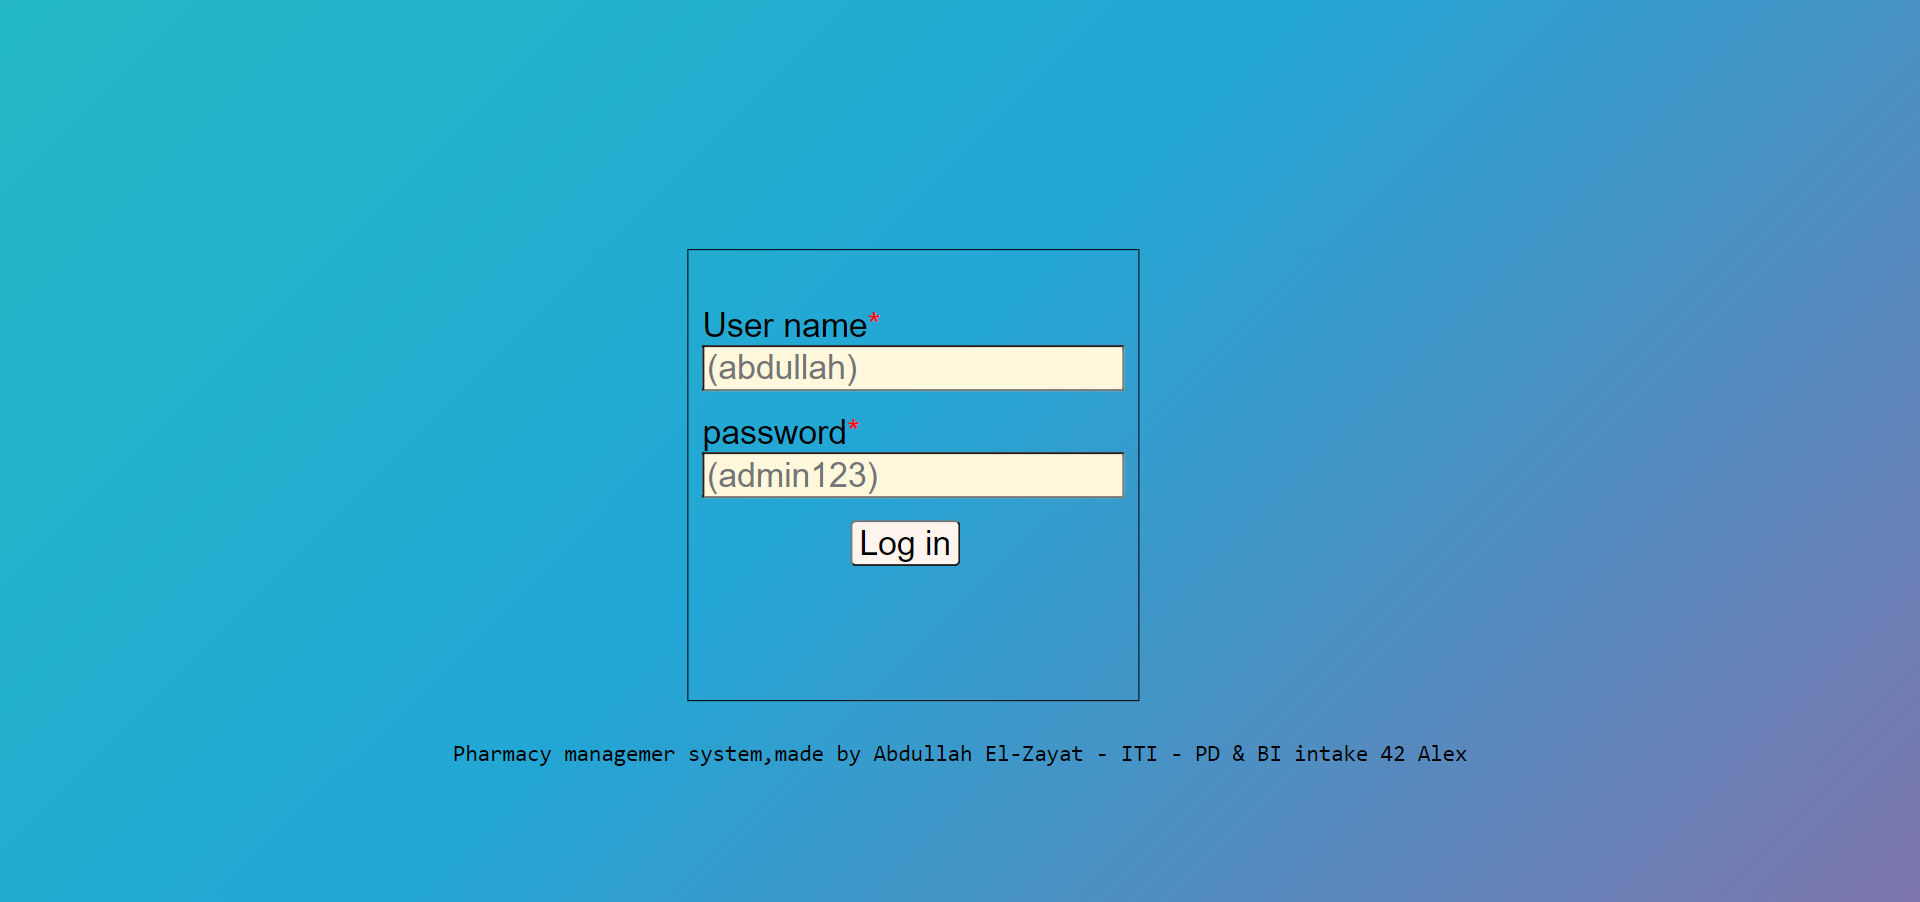 User name*
(abdullah)
password*
(admin123)
Log in
Pharmacy managemer system,made by Abdullah El-Zayat - ITI - PD & BI intake 42 Alex